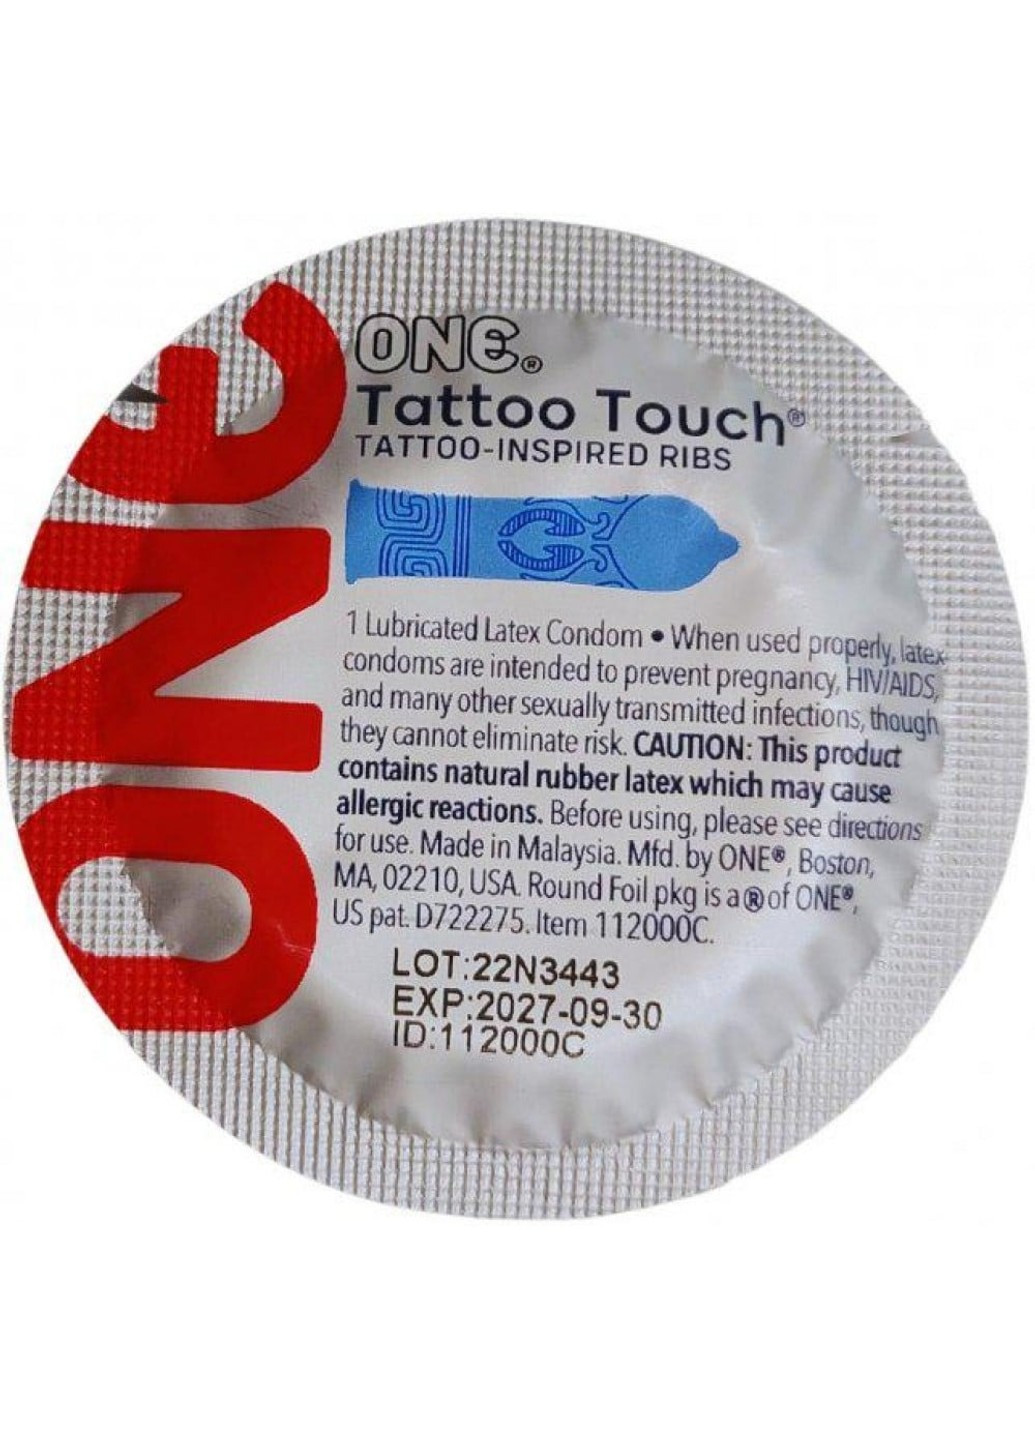 ONE
ONE®
Tattoo Touch®
TATTOO-INSPIRED RIBS
1 Lubricated Latex Condom • When used properly, latex
condoms are intended to prevent pregnancy, HIV/AIDS,
and many other sexually transmitted infections, though
they cannot eliminate risk. CAUTION: This product
contains natural rubber latex which may cause
allergic reactions. Before using, please see directions
for use. Made in Malaysia. Mfd. by ONE®, Boston,
MA, 02210, USA. Round Foil pkg is a ® of ONE®,
US pat. D722275. Item 112000C.
LOT:22N3443
EXP:2027-09-30
ID:112000C